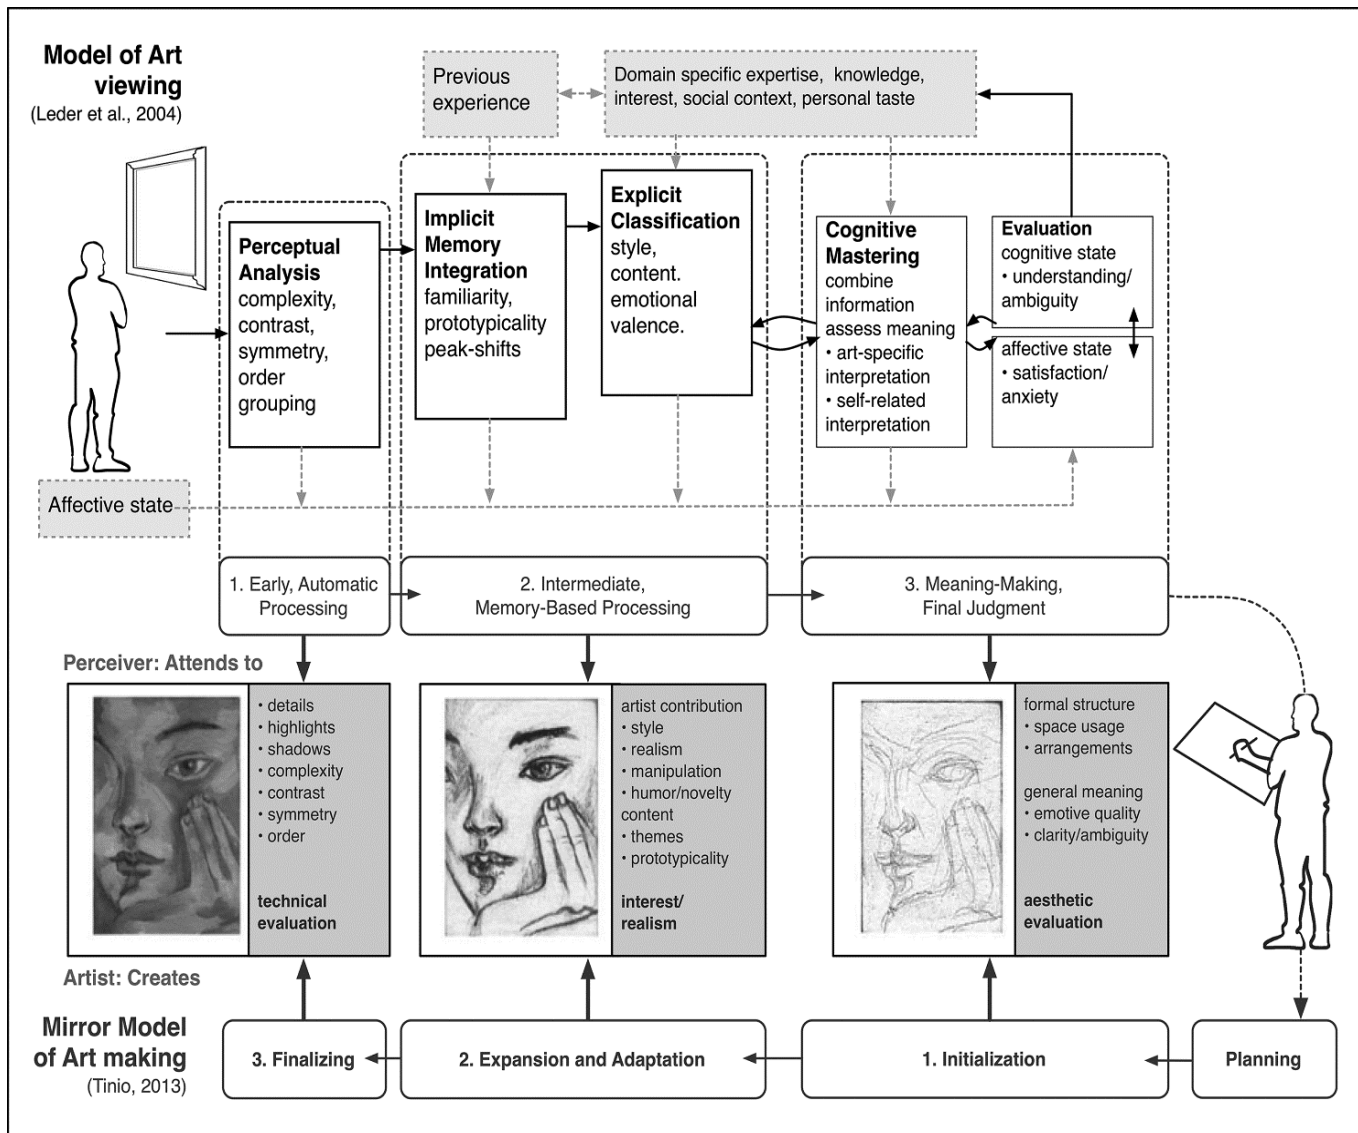 Model of Art
viewing
(Leder et al., 2004)
Previous
experience
Domain specific expertise, knowledge,
interest, social context, personal taste
Perceptual
Analysis
complexity,
contrast,
symmetry,
order
grouping
Implicit
Memory
Integration
familiarity,
prototypicality
peak-shifts
Explicit
Classification
style,
content.
emotional
valence.
Cognitive
Mastering
combine
information
assess meaning
• art-specific
interpretation
• self-related
interpretation
Evaluation
cognitive state
• understanding/
ambiguity
affective state
• satisfaction/
anxiety
Affective state
1. Early, Automatic
Processing
2. Intermediate,
Memory-Based Processing
3. Meaning-Making,
Final Judgment
Perceiver: Attends to
• details
• highlights
• shadows
• complexity
• contrast
• symmetry
• order
technical
evaluation
artist contribution
• style
• realism
• manipulation
• humor/novelty
content
• themes
• prototypicality
interest/
realism
formal structure
• space usage
• arrangements
general meaning
• emotive quality
• clarity/ambiguity
aesthetic
evaluation
Artist: Creates
Mirror Model
of Art making
(Tinio, 2013)
3. Finalizing
2. Expansion and Adaptation
1. Initialization
Planning